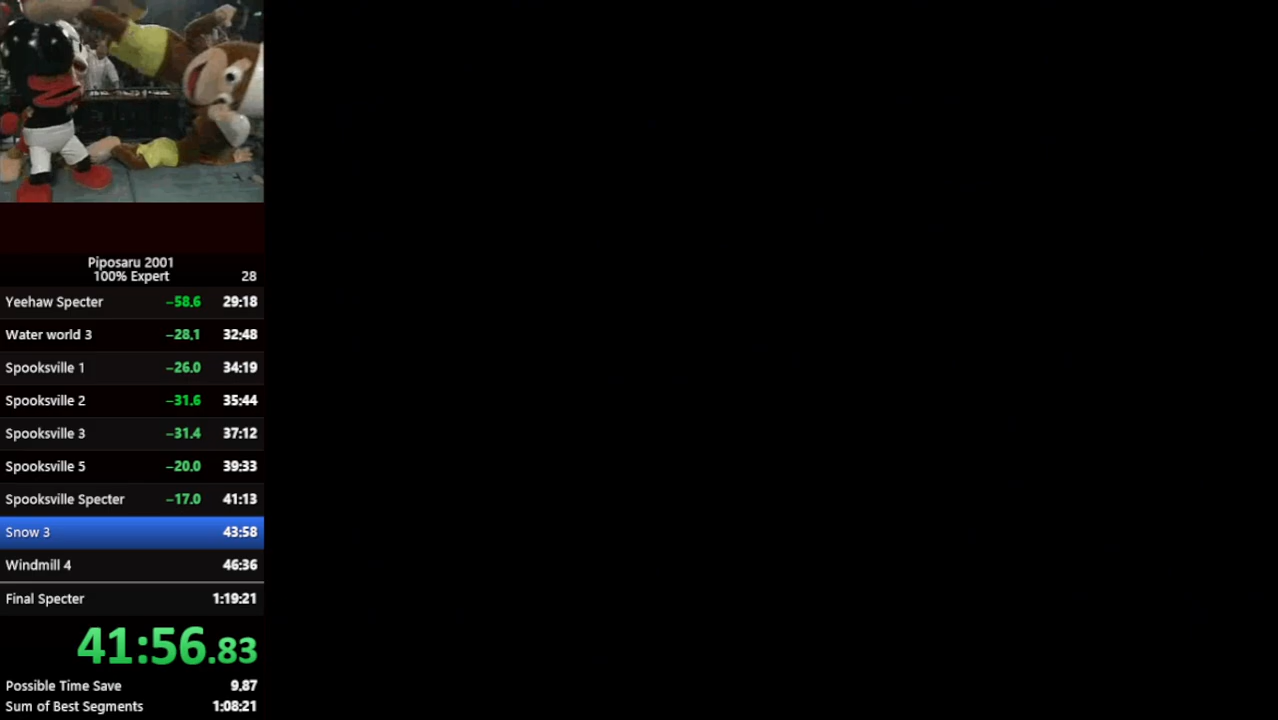 Piposaru 2001
100% Expert 28
Yeehaw Specter -58.6 29:18
Water world 3 -28.1 32:48
Spooksville 1 -26.0 34:19
Spooksville 2 -31.6 35:44
Spooksville 3 -31.4 37:12
Spooksville 5 -20.0 39:33
Spooksville Specter -17.0 41:13
Snow 3 43:58
Windmill 4 46:36
Final Specter 1:19:21
41:56.83
Possible Time Save 9.87
Sum of Best Segments 1:08:21